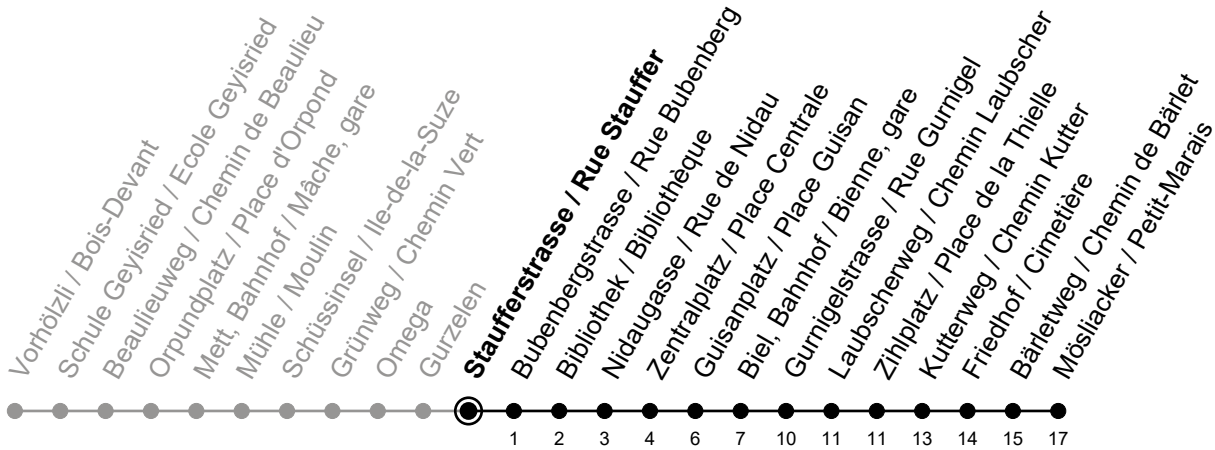 Vorhölzli / Bois-Devant
Schule Geyisried / Ecole Geyisried
Beaulieuweg / Chemin de Beaulieu
Orpundplatz / Place d'Orpond
Mett, Bahnhof / Mâche, gare
Mühle / Moulin
Schüssinsel / Ile-de-la-Suze
Grünweg / Chemin Vert
Omega
Gurzelen
Staufferstrasse / Rue Stauffer
Bubenbergstrasse / Rue Bubenberg
Bibliothek / Bibliothèque
Nidaugasse / Rue de Nidau
Zentralplatz / Place Centrale
Guisanplatz / Place Guisan
Biel, Bahnhof / Bienne, gare
Gurnigelstrasse / Rue Gurnigel
Laubscherweg / Chemin Laubscher
Zihlplatz / Place de la Thielle
Kutterweg / Chemin Kutter
Friedhof / Cimetière
Bärletweg / Chemin de Bärlet
Mösliacker / Petit-Marais
1 2 3 4 6 7 10 11 11 13 14 15 17